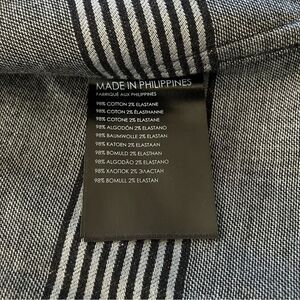 MADE IN PHILIPPINES
FABRIQUÉ AUX PHILIPPINES
98% COTTON 2% ELASTANE
98% COTON 2% ÉLASTHANNE
98% COTONE 2% ELASTANE
98% ALGODÓN 2% ELASTANO
98% BAUMWOLLE 2% ELASTAN
98% KATOEN 2% ELASTAAN
98% BOMULD 2% ELASTHAN
98% ALGODÃO 2% ELASTANO
98% ХЛОПОК 2% ЭЛАСТАН
98% BOMULL 2% ELASTAN